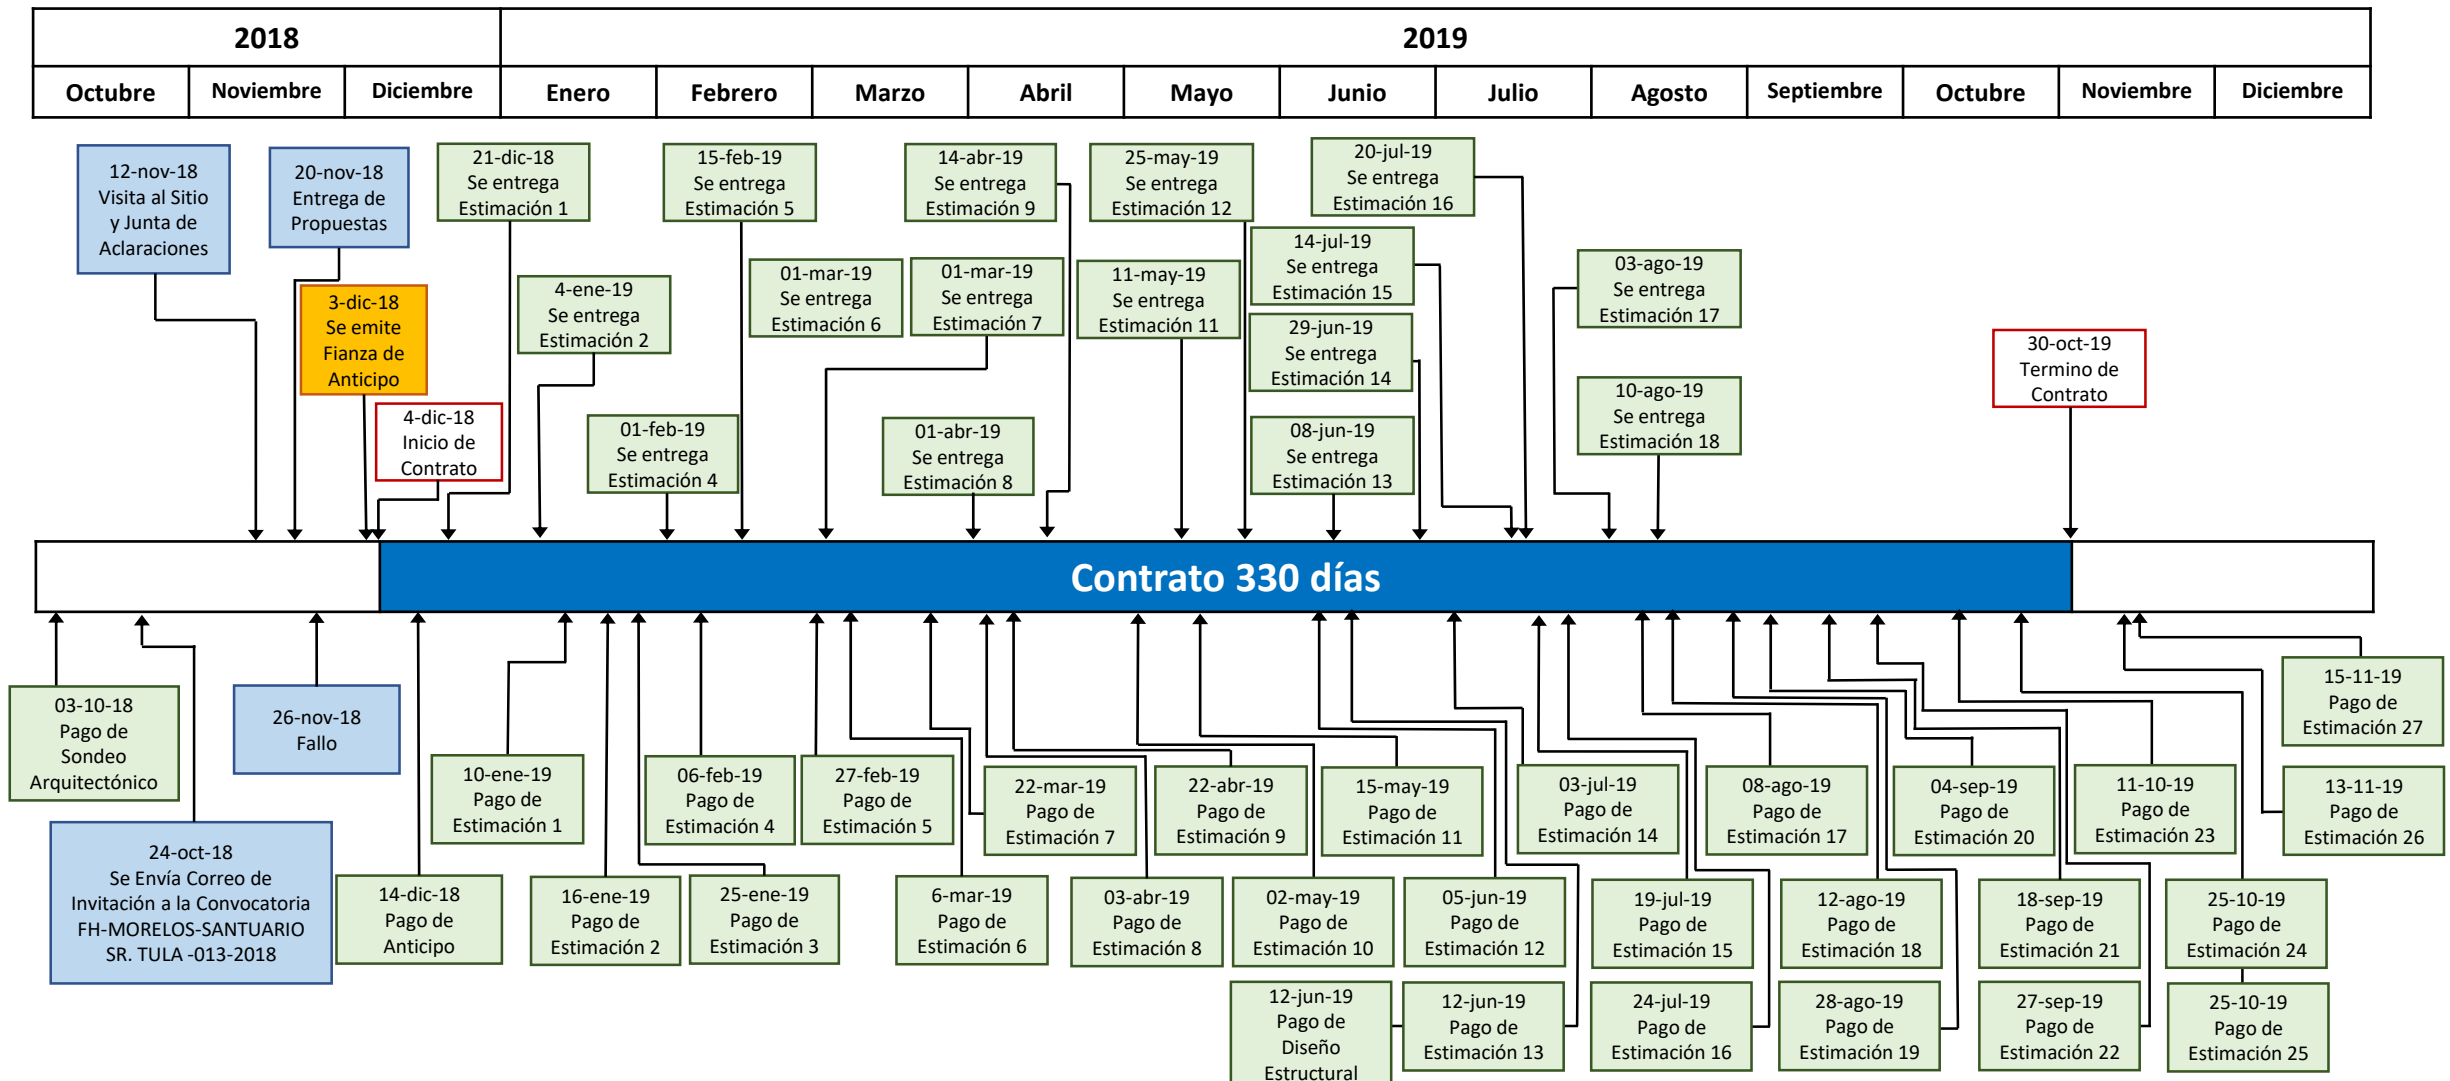 2018
2019
Octubre
Noviembre
Diciembre
Enero
Febrero
Marzo
Abril
Mayo
Junio
Julio
Agosto
Septiembre
Octubre
Noviembre
Diciembre
12-nov-18
Visita al Sitio
y Junta de
Aclaraciones
20-nov-18
Entrega de
Propuestas
3-dic-18
Se emite
Fianza de
Anticipo
4-dic-18
Inicio de
Contrato
21-dic-18
Se entrega
Estimación 1
4-ene-19
Se entrega
Estimación 2
01-feb-19
Se entrega
Estimación 4
15-feb-19
Se entrega
Estimación 5
01-mar-19
Se entrega
Estimación 6
01-mar-19
Se entrega
Estimación 7
01-abr-19
Se entrega
Estimación 8
14-abr-19
Se entrega
Estimación 9
11-may-19
Se entrega
Estimación 11
25-may-19
Se entrega
Estimación 12
08-jun-19
Se entrega
Estimación 13
29-jun-19
Se entrega
Estimación 14
14-jul-19
Se entrega
Estimación 15
20-jul-19
Se entrega
Estimación 16
03-ago-19
Se entrega
Estimación 17
10-ago-19
Se entrega
Estimación 18
30-oct-19
Termino de
Contrato
Contrato 330 días
03-10-18
Pago de
Sondeo
Arquitectónico
24-oct-18
Se Envía Correo de
Invitación a la Convocatoria
FH-MORELOS-SANTUARIO
SR. TULA -013-2018
26-nov-18
Fallo
14-dic-18
Pago de
Anticipo
10-ene-19
Pago de
Estimación 1
16-ene-19
Pago de
Estimación 2
25-ene-19
Pago de
Estimación 3
06-feb-19
Pago de
Estimación 4
27-feb-19
Pago de
Estimación 5
6-mar-19
Pago de
Estimación 6
22-mar-19
Pago de
Estimación 7
03-abr-19
Pago de
Estimación 8
22-abr-19
Pago de
Estimación 9
02-may-19
Pago de
Estimación 10
15-may-19
Pago de
Estimación 11
05-jun-19
Pago de
Estimación 12
12-jun-19
Pago de
Diseño
Estructural
12-jun-19
Pago de
Estimación 13
03-jul-19
Pago de
Estimación 14
19-jul-19
Pago de
Estimación 15
24-jul-19
Pago de
Estimación 16
08-ago-19
Pago de
Estimación 17
12-ago-19
Pago de
Estimación 18
28-ago-19
Pago de
Estimación 19
04-sep-19
Pago de
Estimación 20
18-sep-19
Pago de
Estimación 21
27-sep-19
Pago de
Estimación 22
11-10-19
Pago de
Estimación 23
25-10-19
Pago de
Estimación 24
25-10-19
Pago de
Estimación 25
13-11-19
Pago de
Estimación 26
15-11-19
Pago de
Estimación 27